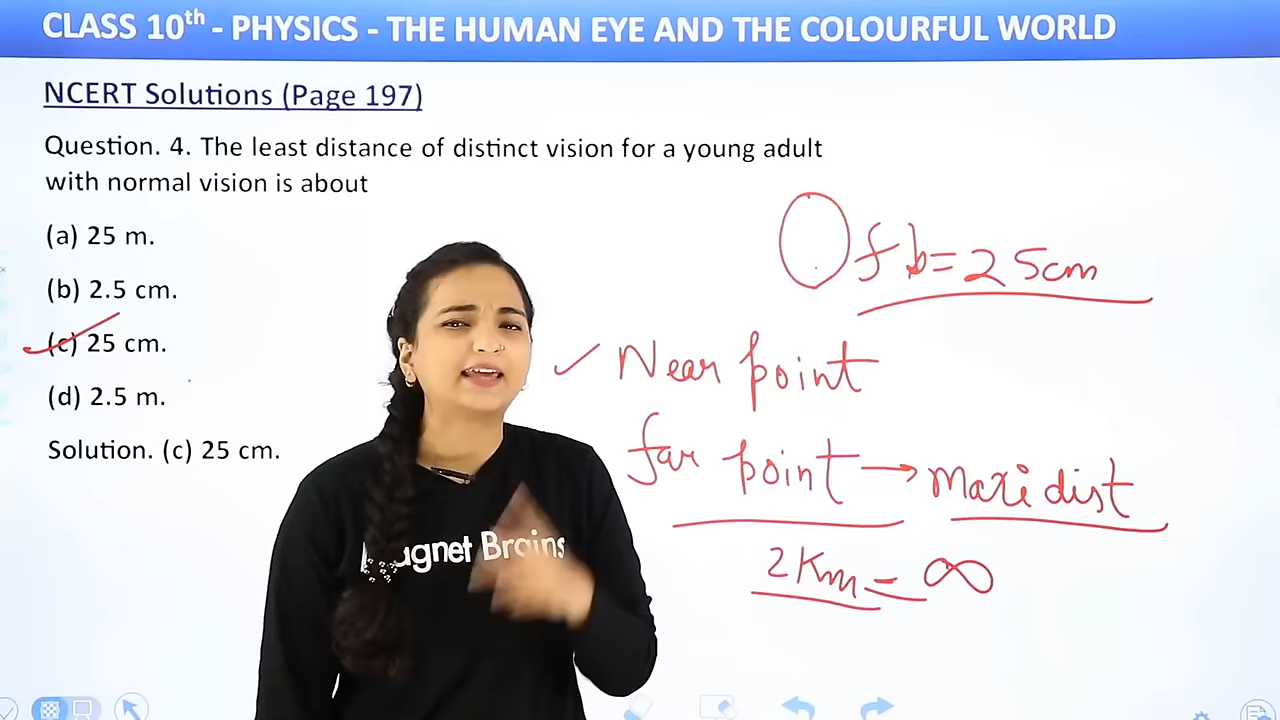 CLASS 10th - PHYSICS - THE HUMAN EYE AND THE COLOURFUL WORLD
NCERT Solutions (Page 197)
Question. 4. The least distance of distinct vision for a young adult
with normal vision is about
(a) 25 m.
(b) 2.5 cm.
(c) 25 cm.
(d) 2.5 m.
Solution. (c) 25 cm.
= 25cm
Near point
far point → maxi dist
2Km = ∞
Magnet Brains